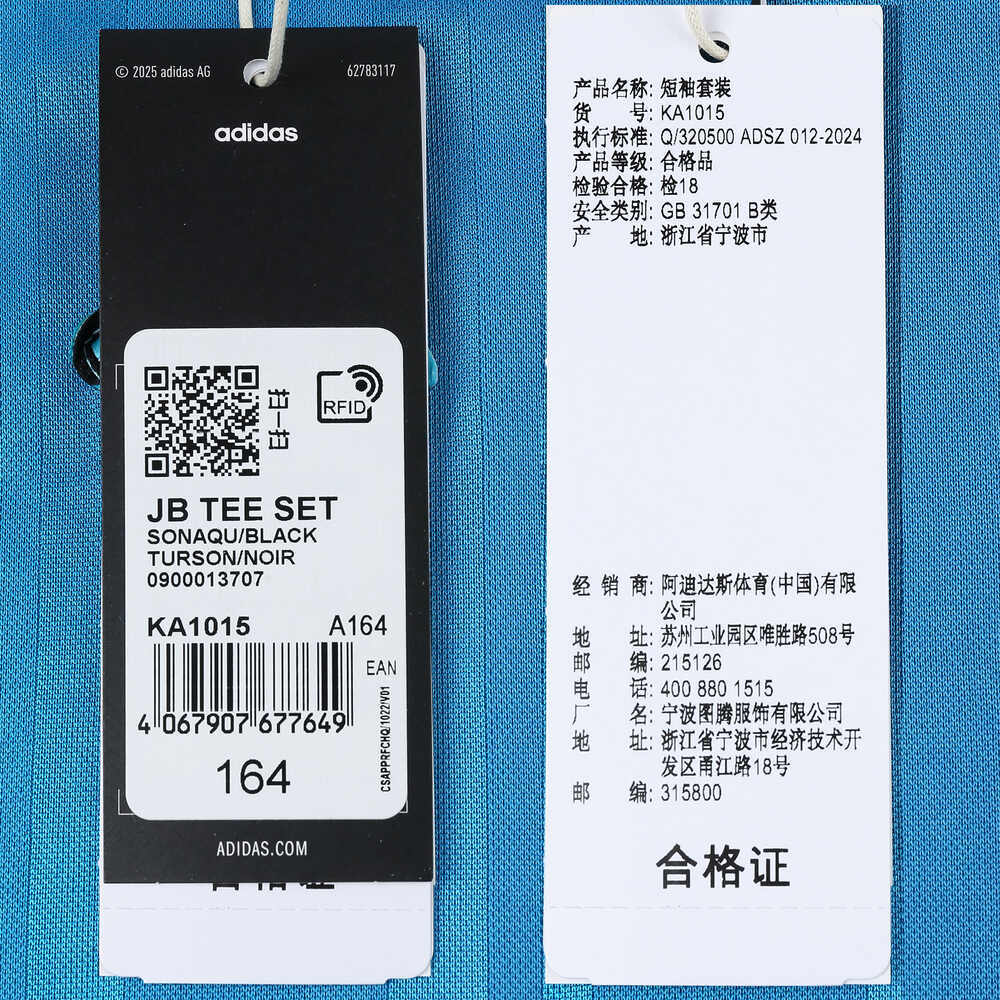 © 2025 adidas AG
62783117
adidas
扫一扫
RFID
JB TEE SET
SONAQU/BLACK
TURSON/NOIR
0900013707
KA1015
A164
EAN
4 067907 677649
CSAPPRFCHQ/1022/V01
164
ADIDAS.COM
合格证
产品名称: 短袖套装
货 号: KA1015
执行标准: Q/320500 ADSZ 012-2024
产品等级: 合格品
检验合格: 检18
安全类别: GB 31701 B类
产 地: 浙江省宁波市
经 销 商: 阿迪达斯体育(中国)有限
公司
地 址: 苏州工业园区唯胜路508号
邮 编: 215126
电 话: 400 880 1515
厂 名: 宁波图腾服饰有限公司
地 址: 浙江省宁波市经济技术开
发区甬江路18号
邮 编: 315800
合格证